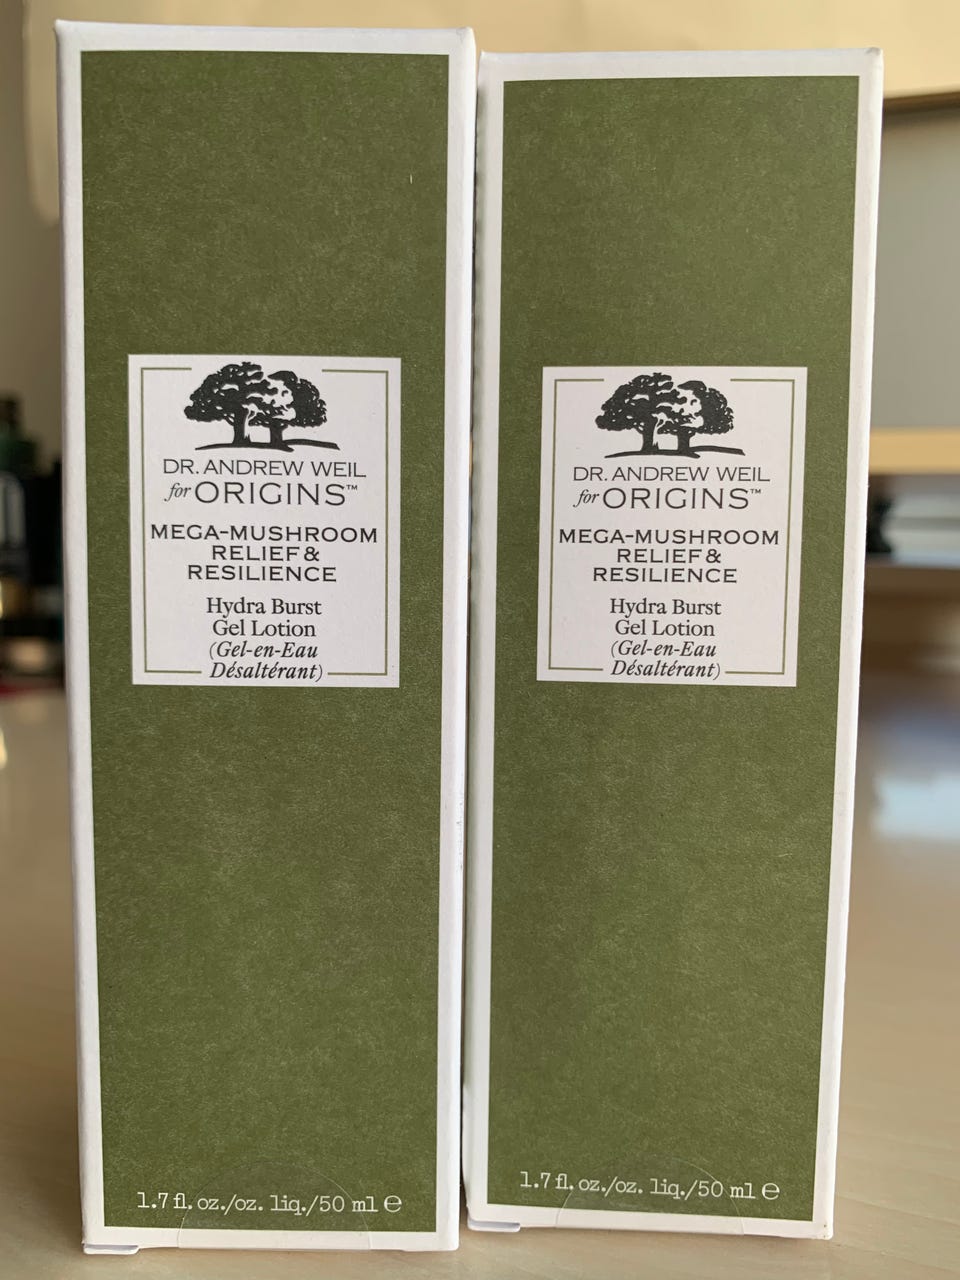 DR. ANDREW WEIL
for ORIGINS™
MEGA-MUSHROOM
RELIEF &
RESILIENCE
Hydra Burst
Gel Lotion
(Gel-en-Eau
Désaltérant)
1.7 fl. oz./oz. liq./50 ml ℮
DR. ANDREW WEIL
for ORIGINS™
MEGA-MUSHROOM
RELIEF &
RESILIENCE
Hydra Burst
Gel Lotion
(Gel-en-Eau
Désaltérant)
1.7 fl. oz./oz. liq./50 ml ℮